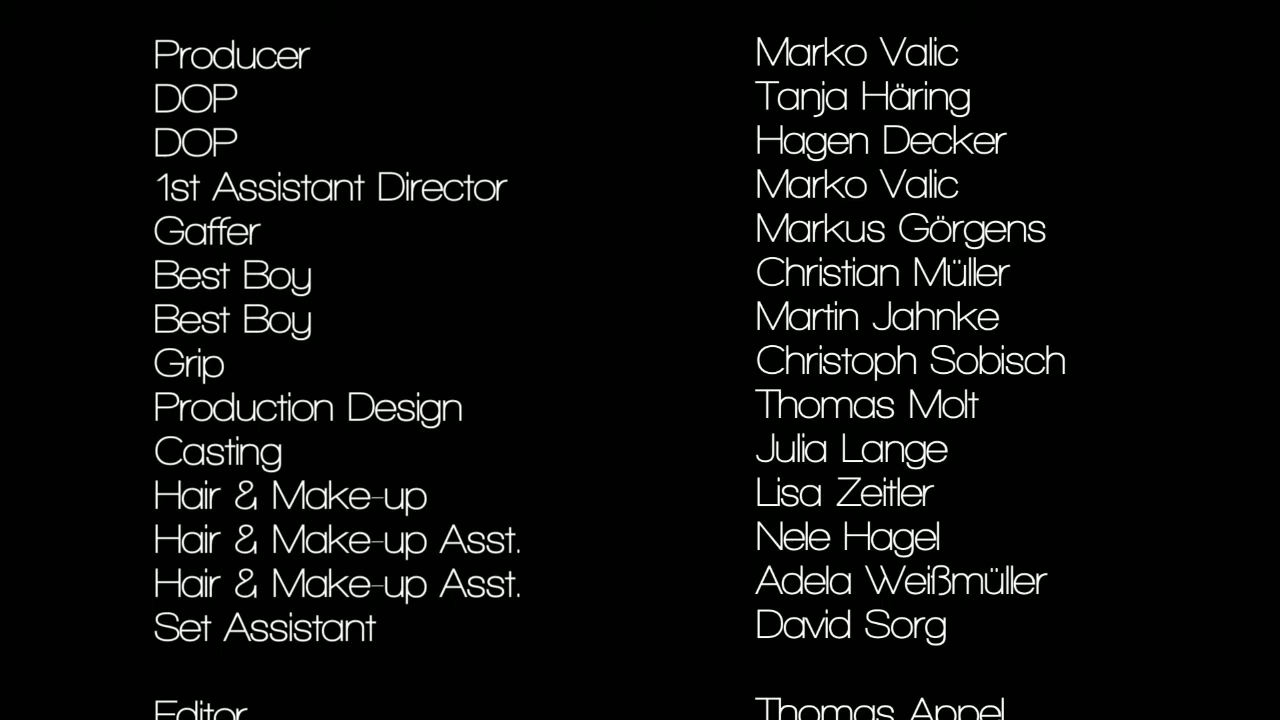 Producer Marko Valic
DOP Tanja Häring
DOP Hagen Decker
1st Assistant Director Marko Valic
Gaffer Markus Görgens
Best Boy Christian Müller
Best Boy Martin Jahnke
Grip Christoph Sobisch
Production Design Thomas Molt
Casting Julia Lange
Hair & Make-up Lisa Zeitler
Hair & Make-up Asst. Nele Hagel
Hair & Make-up Asst. Adela Weißmüller
Set Assistant David Sorg
Editor Thomas Appel